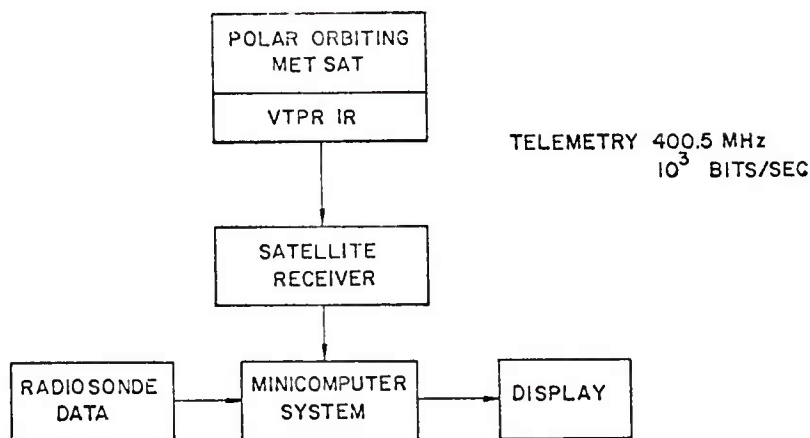 POLAR ORBITING
MET SAT
VTPR IR
TELEMETRY 400.5 MHz
10³ BITS/SEC
SATELLITE
RECEIVER
RADIOSONDE
DATA
MINICOMPUTER
SYSTEM
DISPLAY